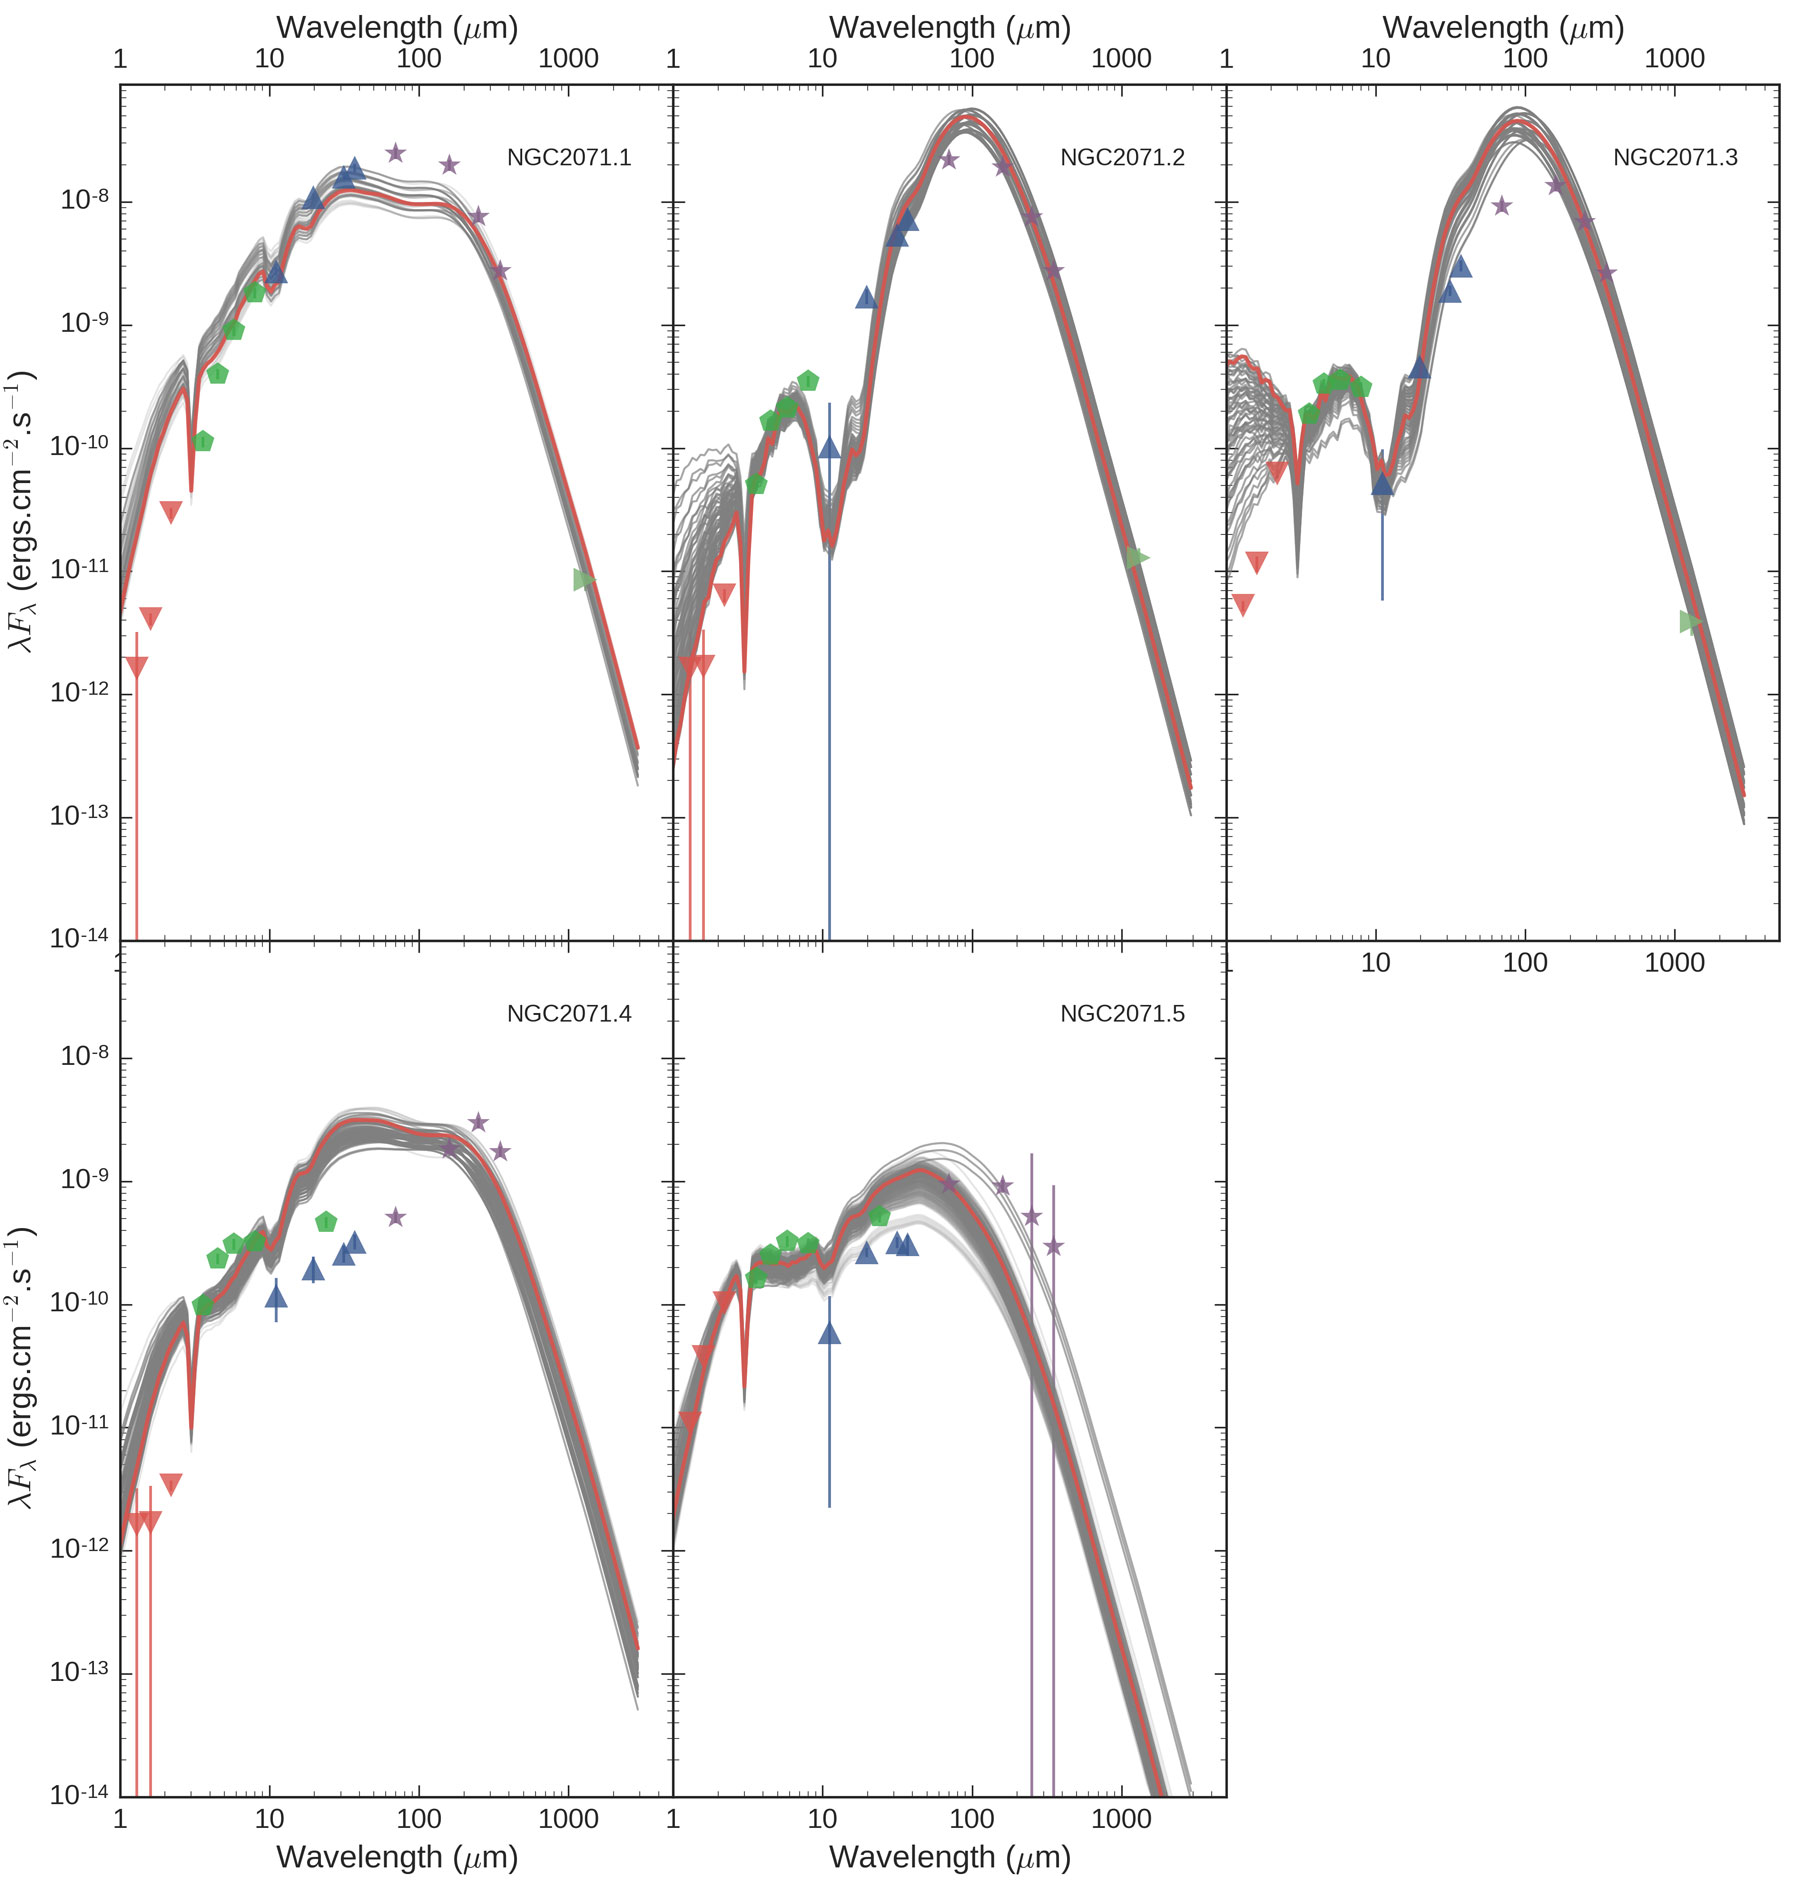 Wavelength (μm) Wavelength (μm) Wavelength (μm)
1 10 100 1000 1 10 100 1000 1 10 100 1000
NGC2071.1 NGC2071.2 NGC2071.3
10-8
10-9
10-10
10-11
10-12
10-13
10-14
λFλ (ergs.cm−2.s−1)
10 100 1000
NGC2071.4 NGC2071.5
10-8
10-9
10-10
10-11
10-12
10-13
10-14
λFλ (ergs.cm−2.s−1)
1 10 100 1000 1 10 100 1000
Wavelength (μm) Wavelength (μm)